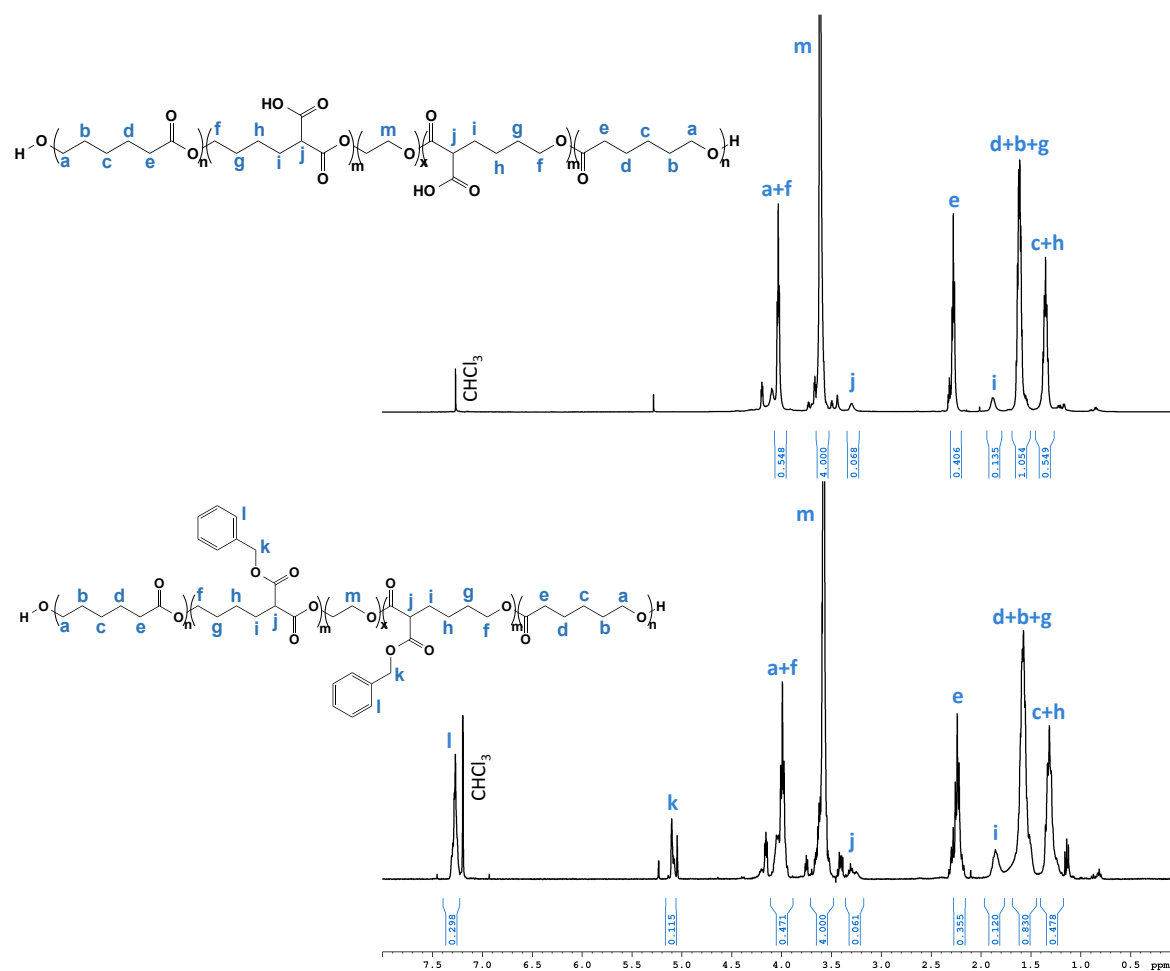 m
HO O
b d O f h i g e c a
H O a c e O n g i j O m m O x j h f O m O d b O n H
HO O
a+f
e
d+b+g
c+h
j
i
CHCl3
0.548
4.000
0.068
0.406
0.135
1.054
0.549
l
k
O O
m
b d O f h m O j i g e c a
H O a c e O n g i j O O m O x h f O m O d b O n H
O O
k
l
l
CHCl3
k
a+f
j
e
i
d+b+g
c+h
0.298
0.115
0.471
4.000
0.061
0.355
0.120
0.830
0.478
7.5 7.0 6.5 6.0 5.5 5.0 4.5 4.0 3.5 3.0 2.5 2.0 1.5 1.0 0.5 ppm